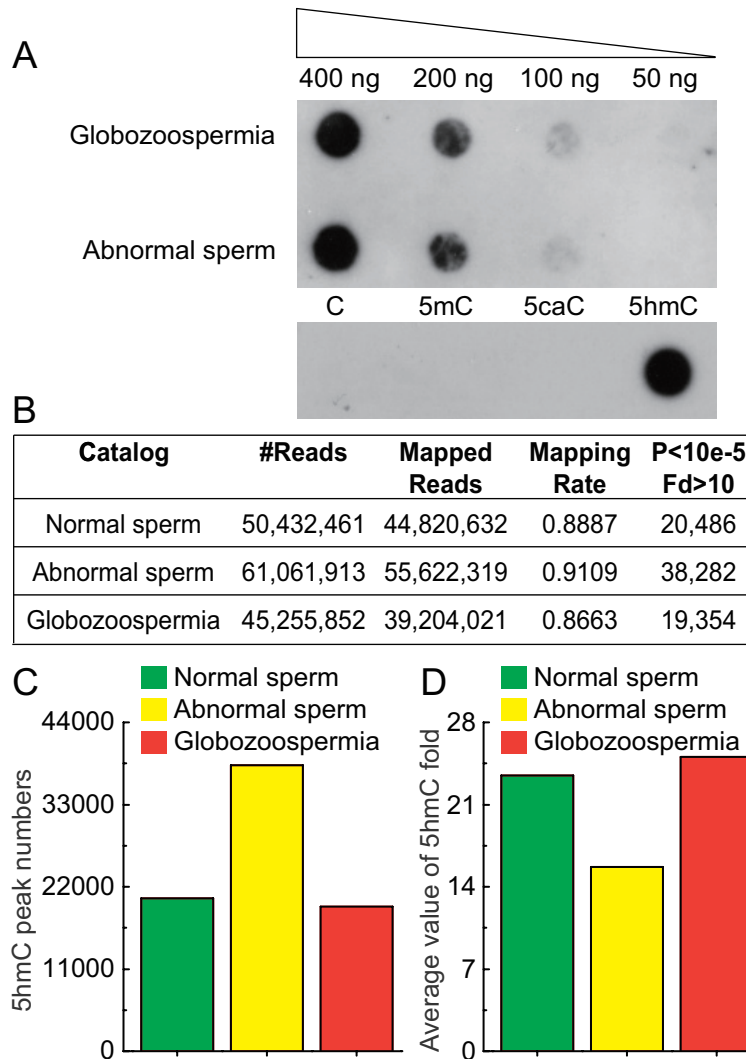 A
400 ng 200 ng 100 ng 50 ng
Globozoospermia
Abnormal sperm
C 5mC 5caC 5hmC
B
Catalog #Reads Mapped Reads Mapping Rate P<10e-5 Fd>10
Normal sperm 50,432,461 44,820,632 0.8887 20,486
Abnormal sperm 61,061,913 55,622,319 0.9109 38,282
Globozoospermia 45,255,852 39,204,021 0.8663 19,354
C
Normal sperm
Abnormal sperm
Globozoospermia
44000
33000
22000
11000
0
5hmC peak numbers
D
Normal sperm
Abnormal sperm
Globozoospermia
28
21
14
7
0
Average value of 5hmC fold